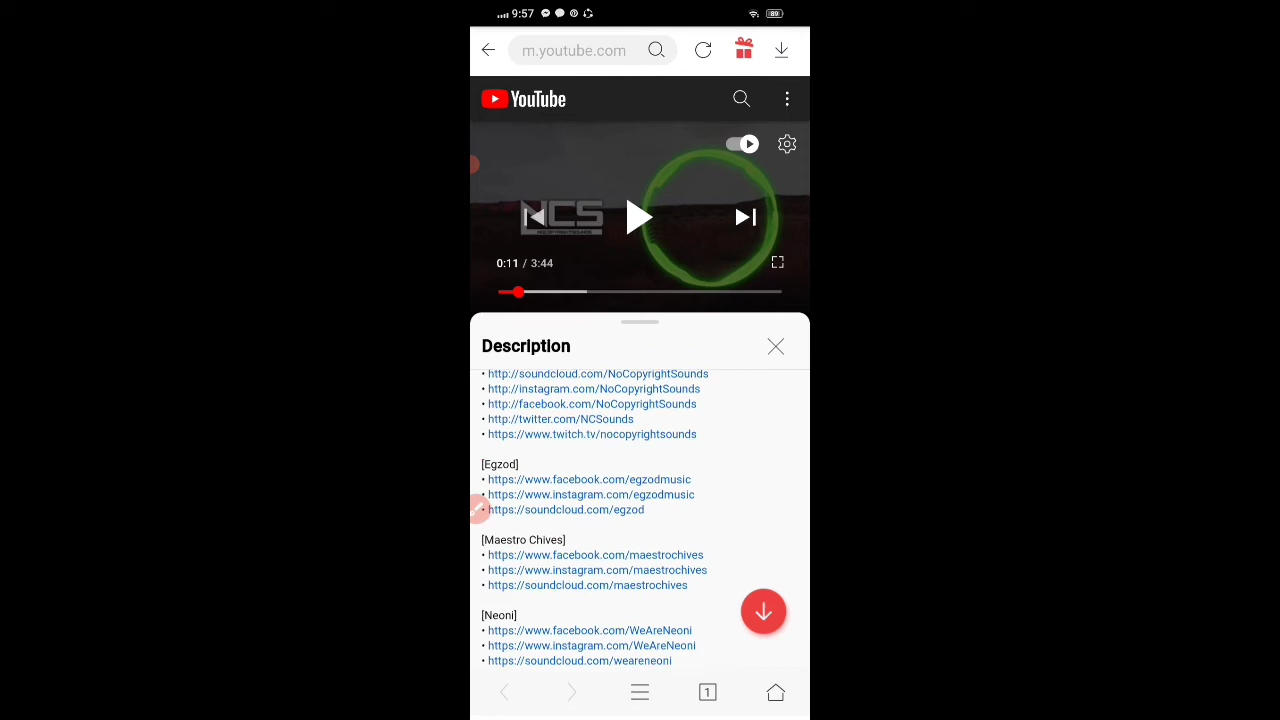 9:57
89
m.youtube.com
YouTube
NCS
NOCOPYRIGHTSOUNDS
0:11 / 3:44
Description
• http://soundcloud.com/NoCopyrightSounds
• http://instagram.com/NoCopyrightSounds
• http://facebook.com/NoCopyrightSounds
• http://twitter.com/NCSounds
• https://www.twitch.tv/nocopyrightsounds
[Egzod]
• https://www.facebook.com/egzodmusic
• https://www.instagram.com/egzodmusic
• https://soundcloud.com/egzod
[Maestro Chives]
• https://www.facebook.com/maestrochives
• https://www.instagram.com/maestrochives
• https://soundcloud.com/maestrochives
[Neoni]
• https://www.facebook.com/WeAreNeoni
• https://www.instagram.com/WeAreNeoni
• https://soundcloud.com/weareneoni
1